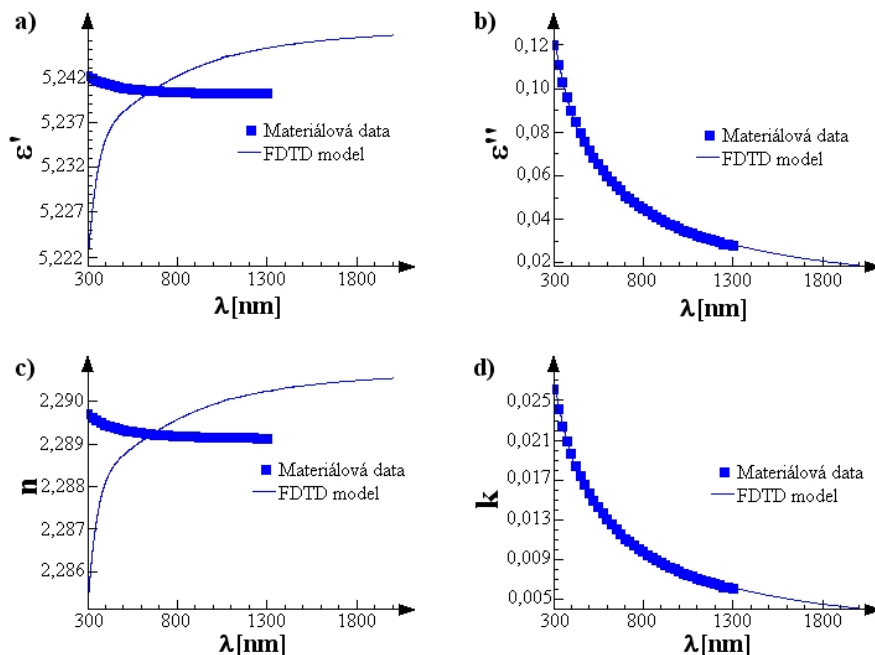 a)
5,242
5,237
5,232
5,227
5,222
ε'
Materiálová data
FDTD model
300 800 1300 1800
λ[nm]
b)
0,12
0,10
0,08
0,06
0,04
0,02
ε''
Materiálová data
FDTD model
300 800 1300 1800
λ[nm]
c)
2,290
2,289
2,288
2,287
2,286
n
Materiálová data
FDTD model
300 800 1300 1800
λ[nm]
d)
0,025
0,021
0,017
0,013
0,009
0,005
k
Materiálová data
FDTD model
300 800 1300 1800
λ[nm]